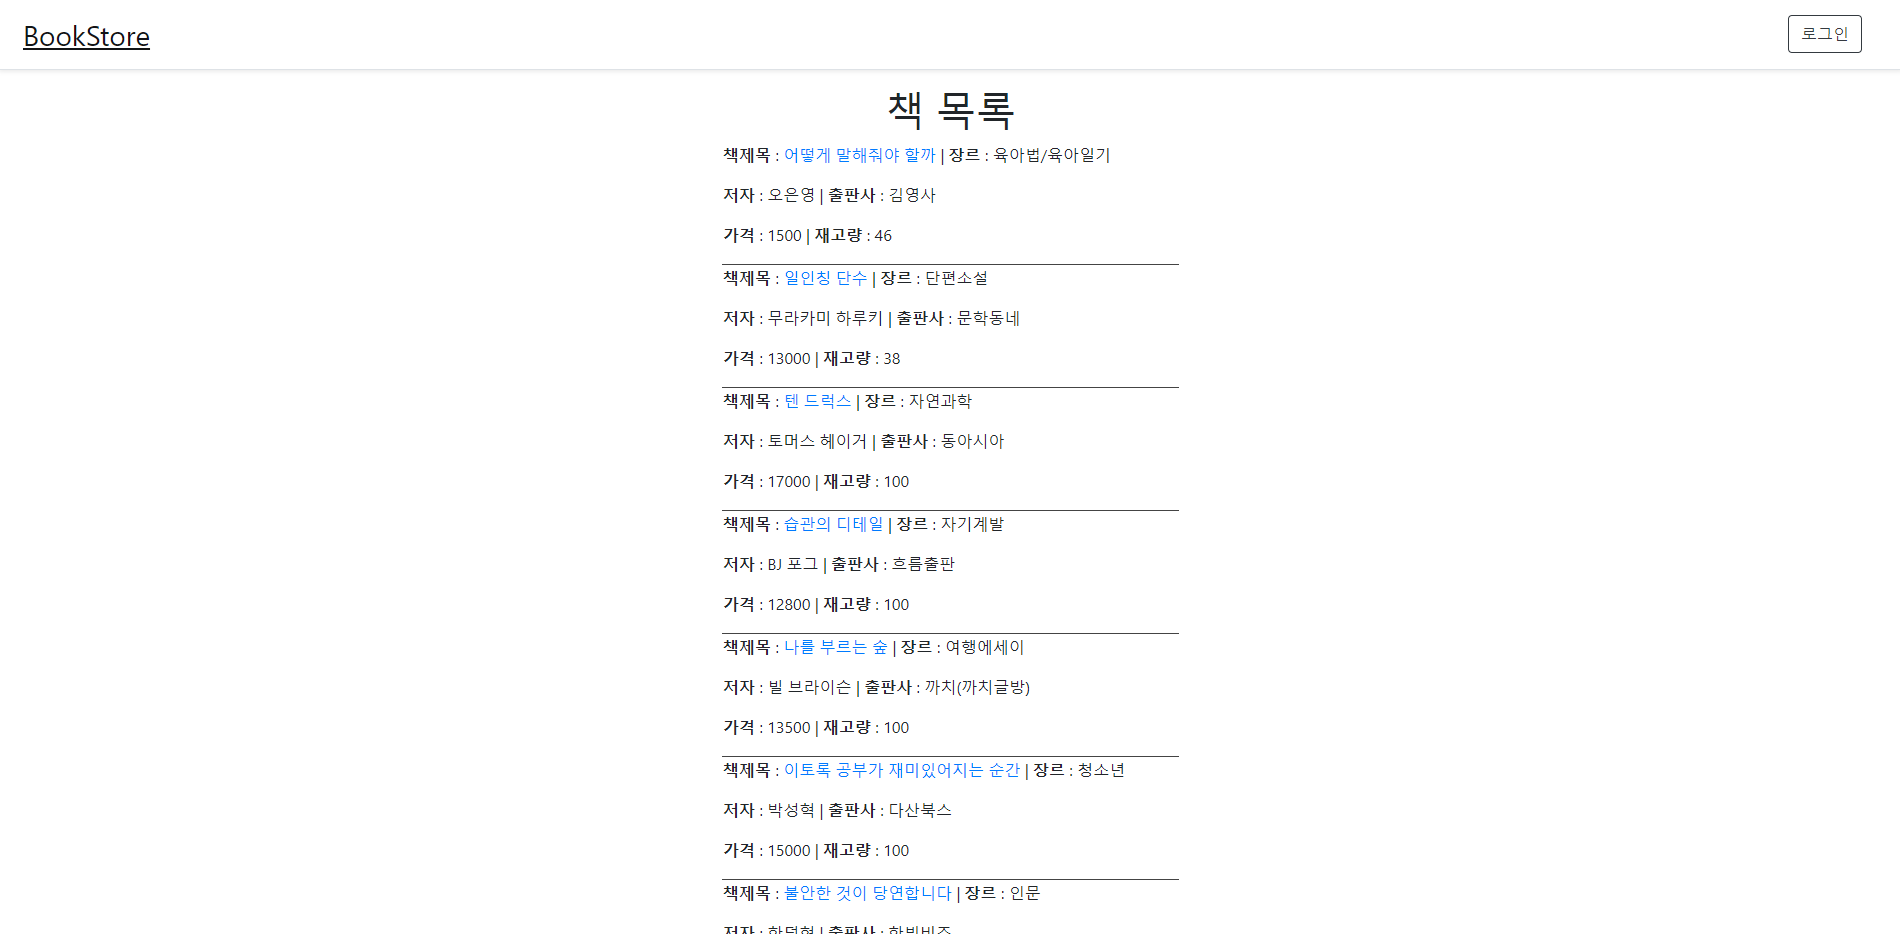 BookStore
로그인
책 목록
책제목 : 어떻게 말해줘야 할까 | 장르 : 육아법/육아일기
저자 : 오은영 | 출판사 : 김영사
가격 : 1500 | 재고량 : 46
책제목 : 일인칭 단수 | 장르 : 단편소설
저자 : 무라카미 하루키 | 출판사 : 문학동네
가격 : 13000 | 재고량 : 38
책제목 : 텐 드럭스 | 장르 : 자연과학
저자 : 토머스 헤이거 | 출판사 : 동아시아
가격 : 17000 | 재고량 : 100
책제목 : 습관의 디테일 | 장르 : 자기계발
저자 : BJ 포그 | 출판사 : 흐름출판
가격 : 12800 | 재고량 : 100
책제목 : 나를 부르는 숲 | 장르 : 여행에세이
저자 : 빌 브라이슨 | 출판사 : 까치(까치글방)
가격 : 13500 | 재고량 : 100
책제목 : 이토록 공부가 재미있어지는 순간 | 장르 : 청소년
저자 : 박성혁 | 출판사 : 다산북스
가격 : 15000 | 재고량 : 100
책제목 : 불안한 것이 당연합니다 | 장르 : 인문
저자 : | 출판사 :